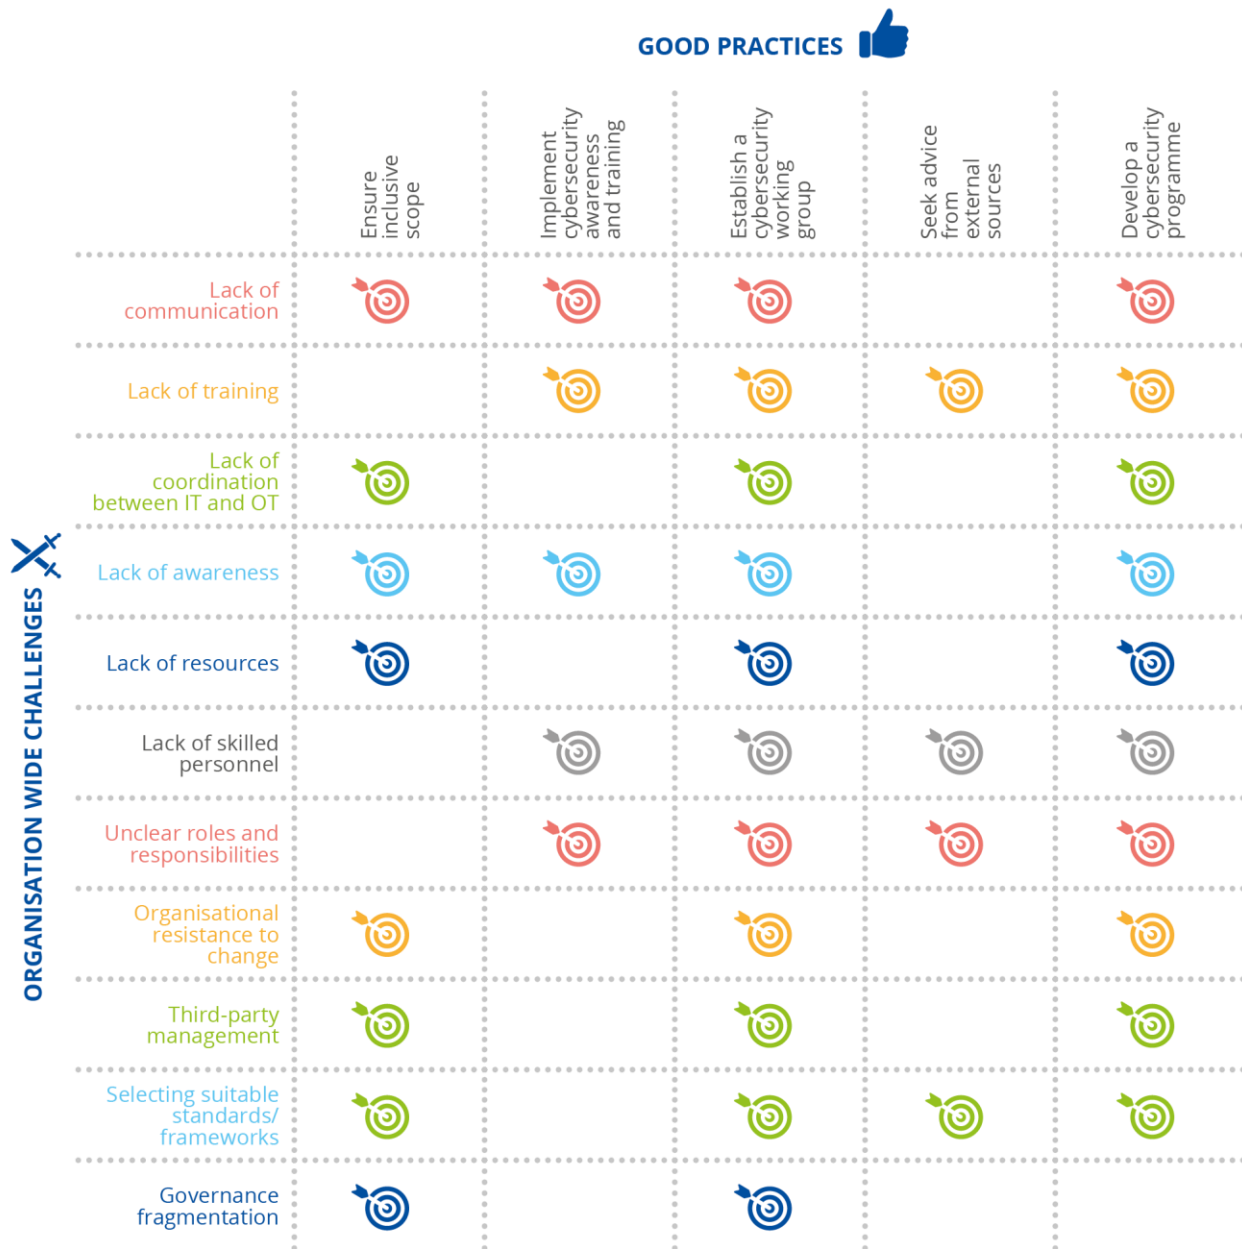 GOOD PRACTICES
Ensure
inclusive
scope
Implement
cybersecurity
awareness
and training
Establish a
cybersecurity
working
group
Seek advice
from
external
sources
Develop a
cybersecurity
programme
ORGANISATION WIDE CHALLENGES
Lack of
communication
Lack of training
Lack of
coordination
between IT and OT
Lack of awareness
Lack of resources
Lack of skilled
personnel
Unclear roles and
responsibilities
Organisational
resistance to
change
Third-party
management
Selecting suitable
standards/
frameworks
Governance
fragmentation